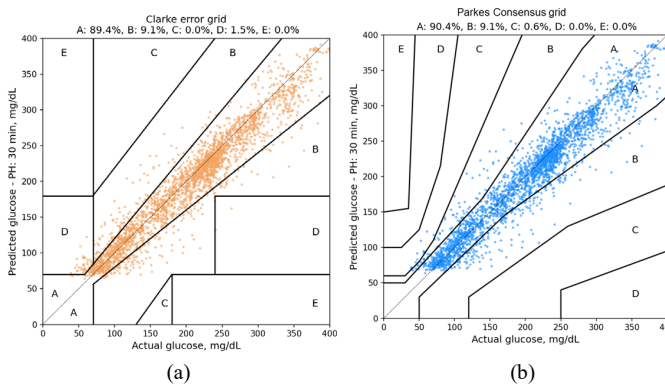 Clarke error grid
A: 89.4%, B: 9.1%, C: 0.0%, D: 1.5%, E: 0.0%
400
350
300
250
200
150
100
50
0
Predicted glucose - PH: 30 min, mg/dL
E
C
B
B
D
D
A
A
C
E
0
50
100
150
200
250
300
350
400
Actual glucose, mg/dL
(a)
Parkes Consensus grid
A: 90.4%, B: 9.1%, C: 0.6%, D: 0.0%, E: 0.0%
400
350
300
250
200
150
100
50
0
Predicted glucose - PH: 30 min, mg/dL
E
D
C
B
A
A
B
C
D
0
50
100
150
200
250
300
350
400
Actual glucose, mg/dL
(b)